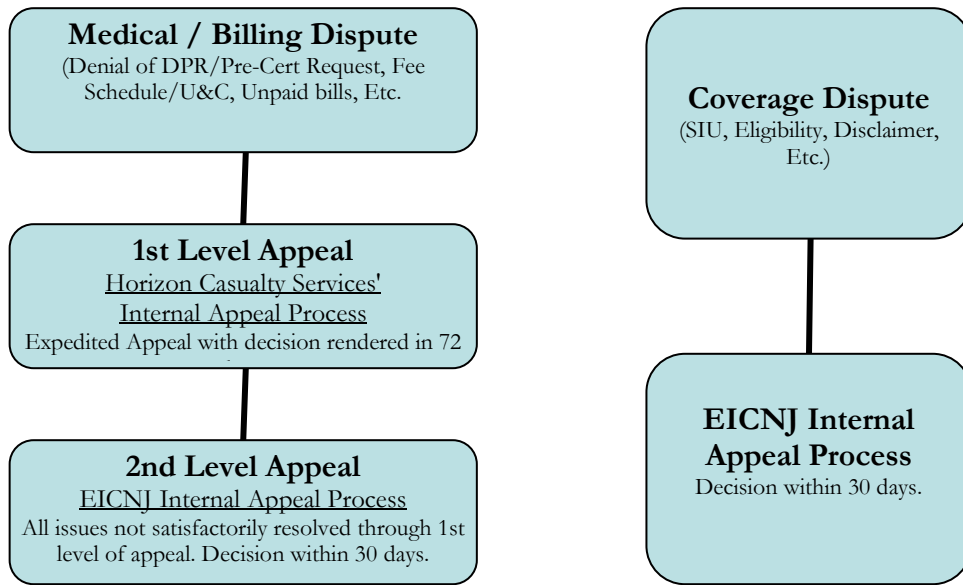 Medical / Billing Dispute
(Denial of DPR/Pre-Cert Request, Fee
Schedule/U&C, Unpaid bills, Etc.
1st Level Appeal
Horizon Casualty Services'
Internal Appeal Process
Expedited Appeal with decision rendered in 72
2nd Level Appeal
EICNJ Internal Appeal Process
All issues not satisfactorily resolved through 1st
level of appeal. Decision within 30 days.
Coverage Dispute
(SIU, Eligibility, Disclaimer,
Etc.)
EICNJ Internal
Appeal Process
Decision within 30 days.